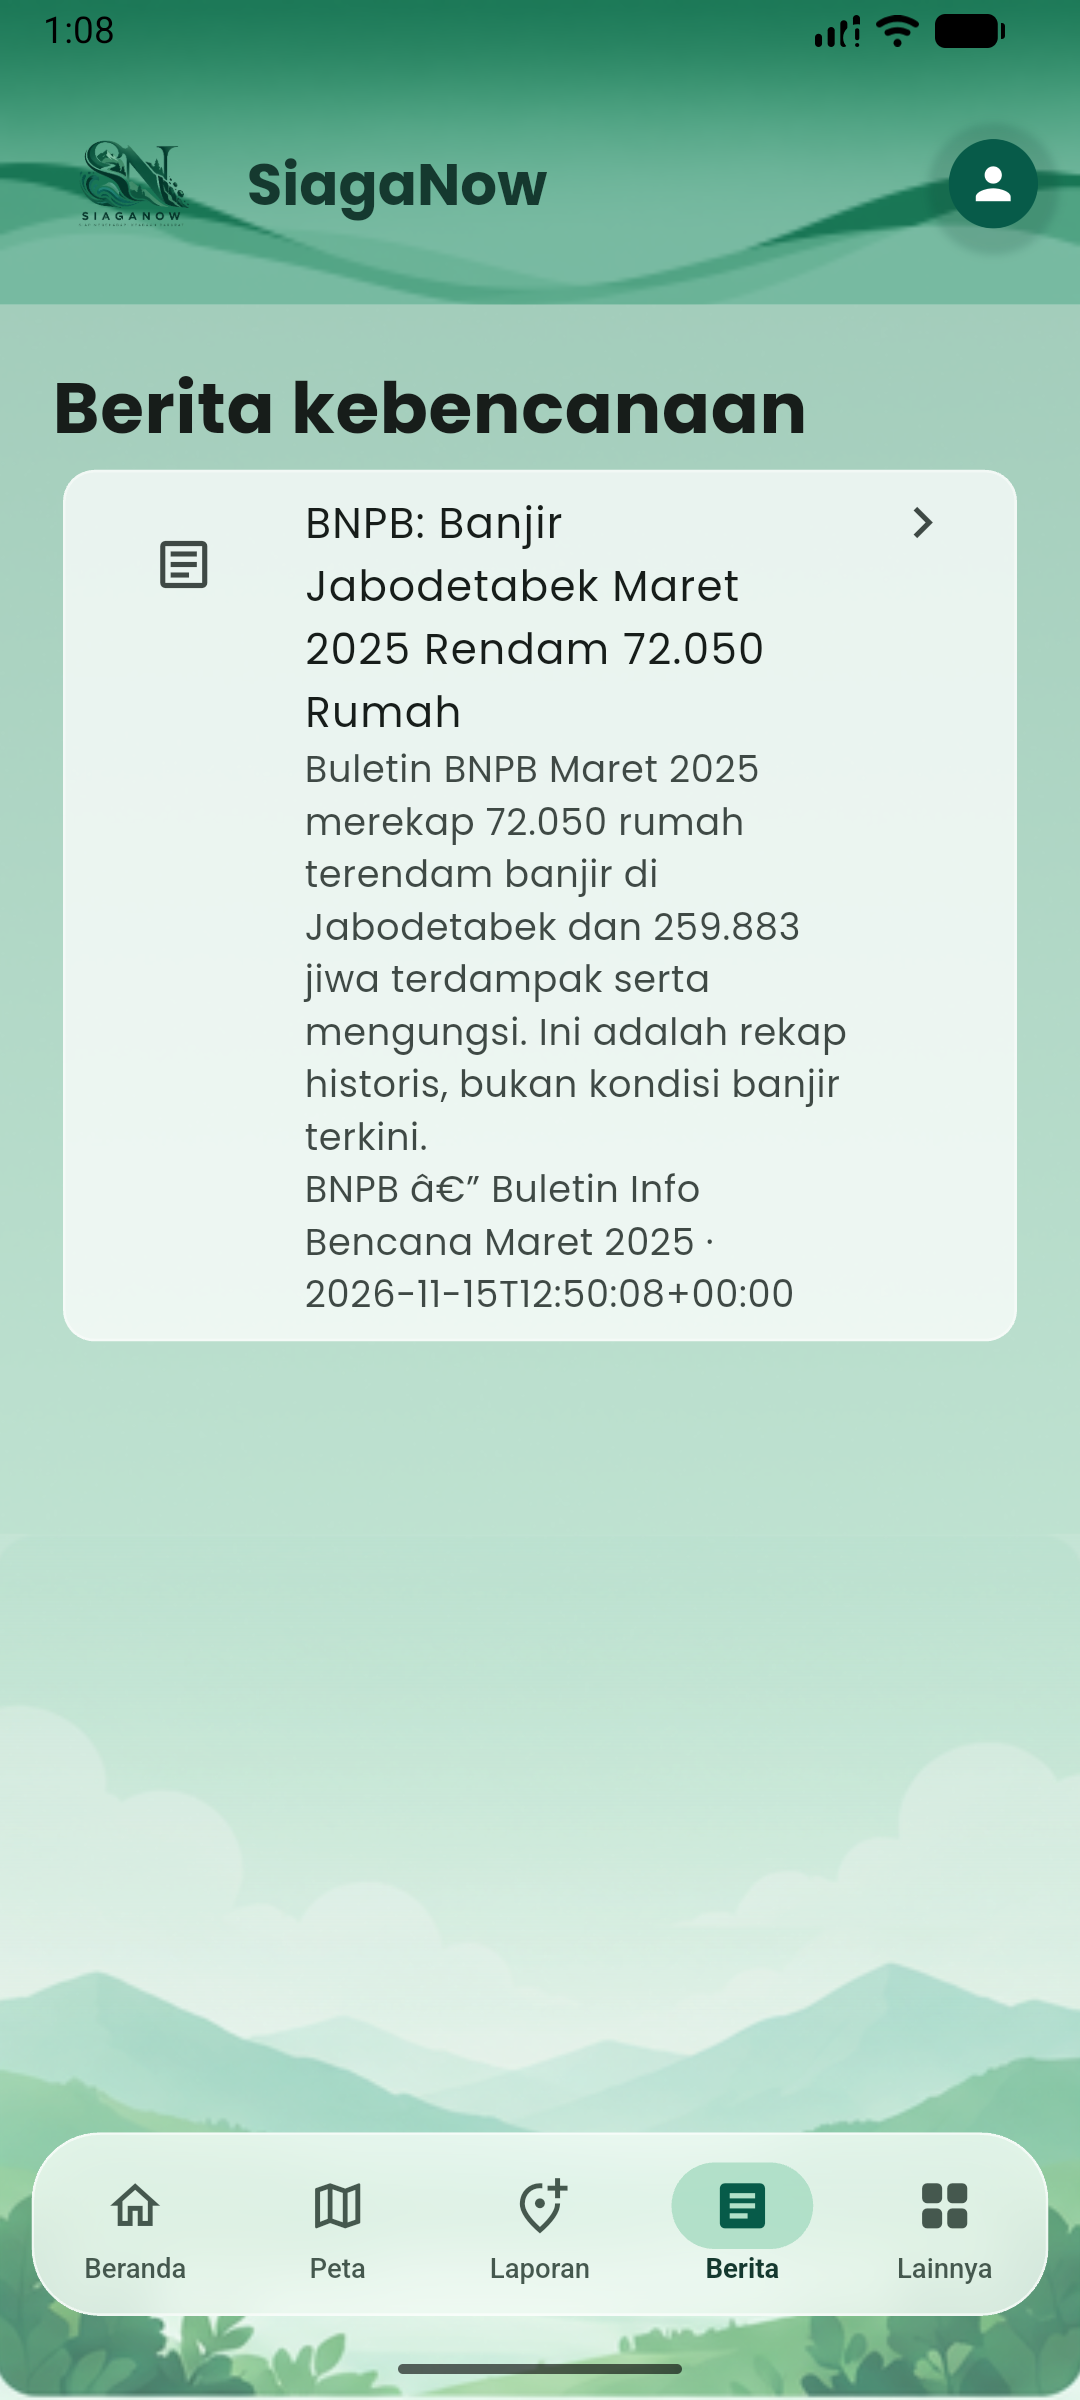 1:08
SN
SIAGANOW
SiagaNow
Berita kebencanaan
BNPB: Banjir
Jabodetabek Maret
2025 Rendam 72.050
Rumah
Buletin BNPB Maret 2025
merekap 72.050 rumah
terendam banjir di
Jabodetabek dan 259.883
jiwa terdampak serta
mengungsi. Ini adalah rekap
historis, bukan kondisi banjir
terkini.
BNPB â€” Buletin Info
Bencana Maret 2025 ·
2026-11-15T12:50:08+00:00
Beranda
Peta
Laporan
Berita
Lainnya